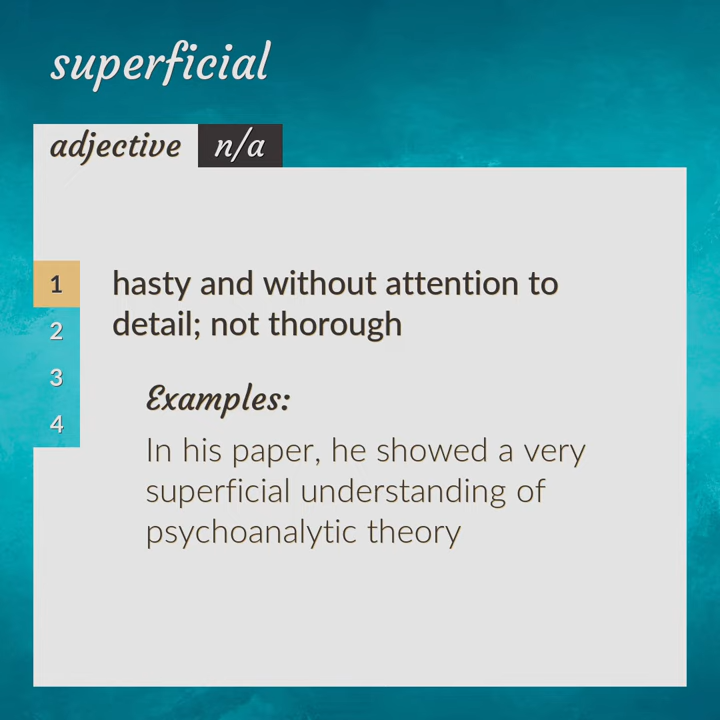 superficial
adjective n/a
1
hasty and without attention to
detail; not thorough
2
3
4
Examples:
In his paper, he showed a very
superficial understanding of
psychoanalytic theory